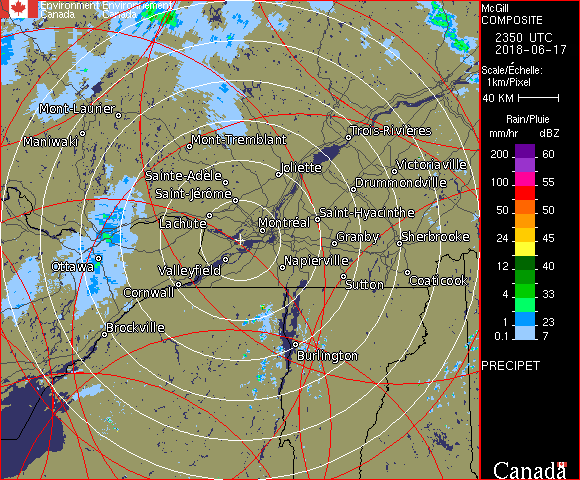 Environment Environnement
Canada Canada
Mont-Laurier
Maniwaki
Mont-Tremblant
Trois-Rivières
Sainte-Adèle
Joliette
Victoriaville
Saint-Jérôme
Drummondville
Lachute
Montréal
Saint-Hyacinthe
Granby
Sherbrooke
Ottawa
Valleyfield
Napierville
Cornwall
Sutton
Coaticook
Brockville
Burlington
McGill
COMPOSITE
2350 UTC
2018-06-17
Scale/Échelle:
1km/Pixel
40 KM
Rain/Pluie
mm/hr dBZ
200 60
150 57
100 55
50 50
24 45
12 40
4 33
1 23
0.1 7
PRECIPET
Canada